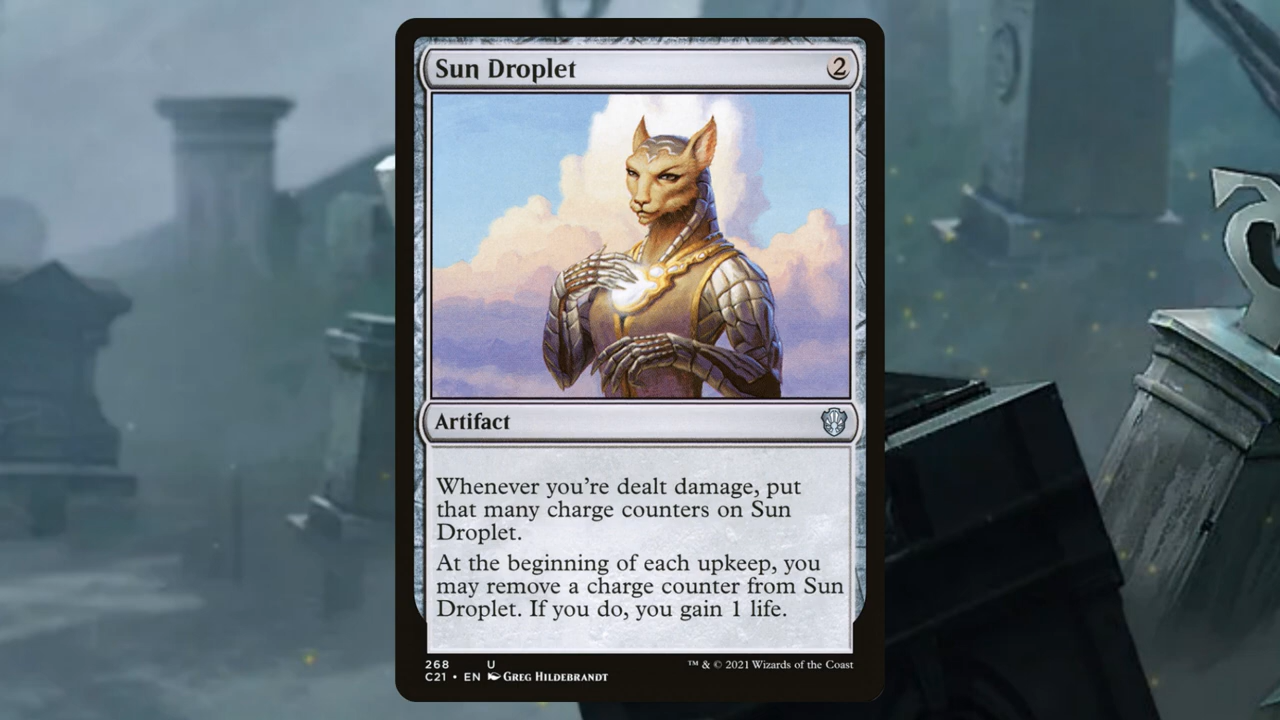 Sun Droplet 2
Artifact
Whenever you're dealt damage, put
that many charge counters on Sun
Droplet.
At the beginning of each upkeep, you
may remove a charge counter from Sun
Droplet. If you do, you gain 1 life.
268 U ™ & © 2021 Wizards of the Coast
C21 • EN Greg Hildebrandt